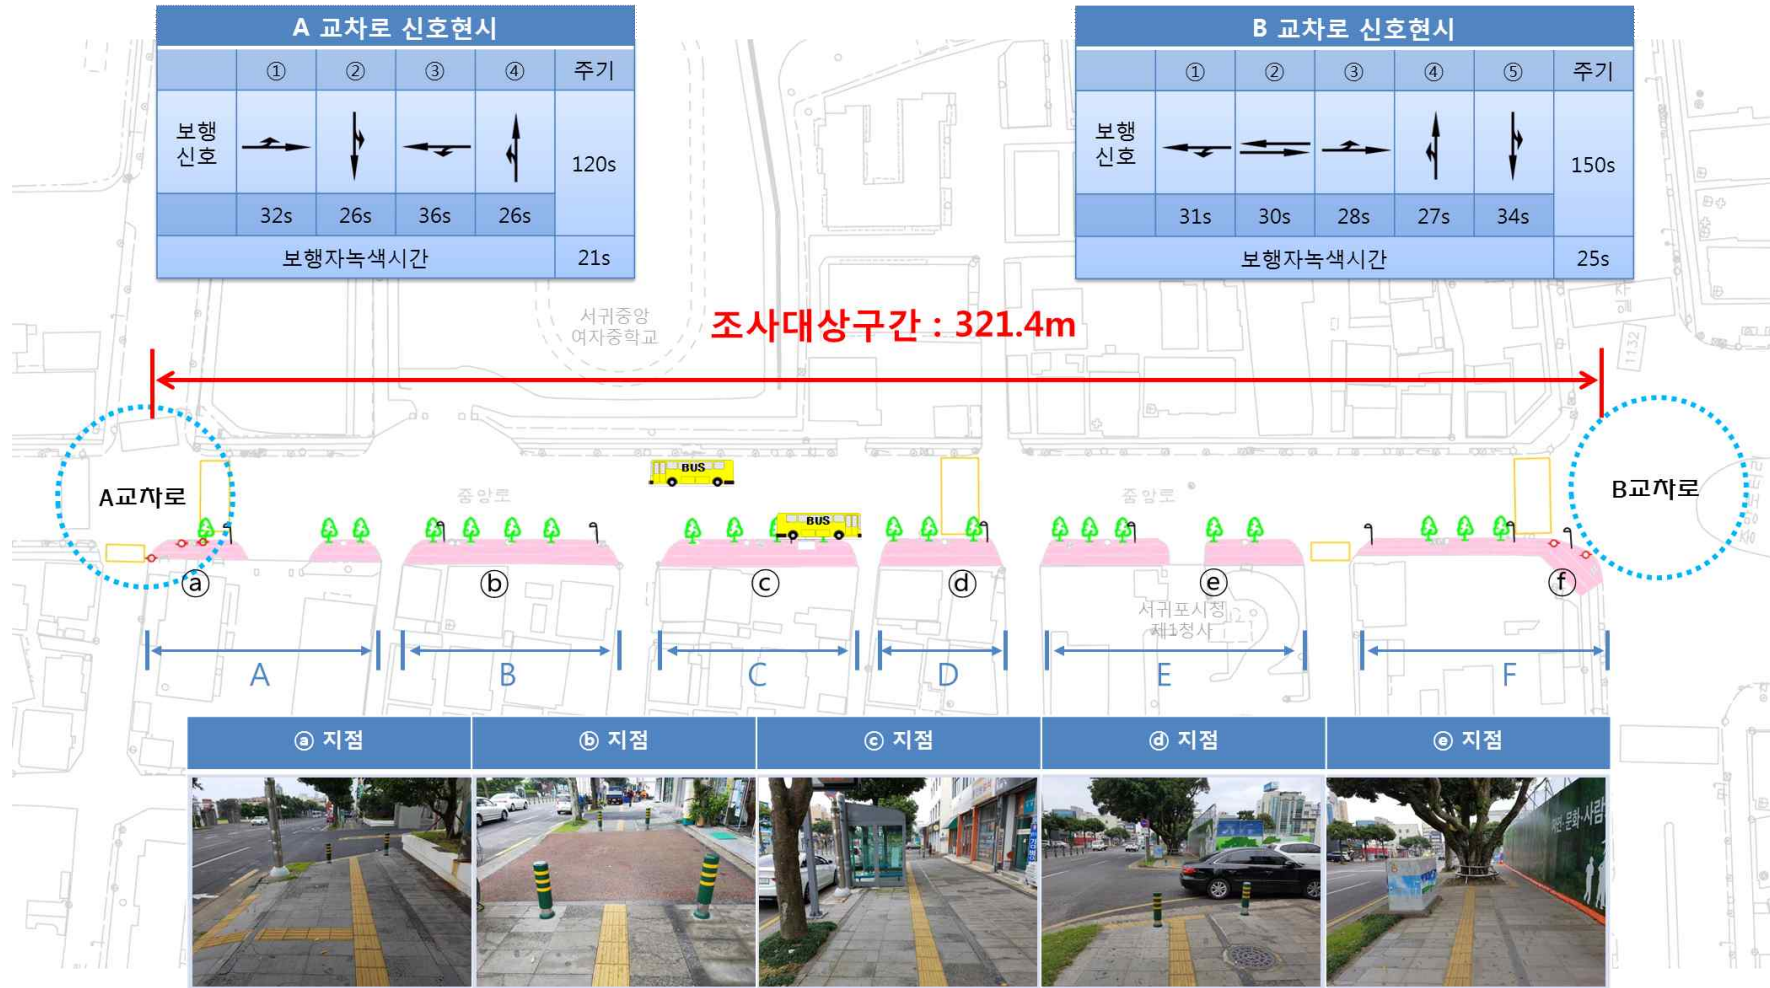 A 교차로 신호현시
① ② ③ ④ 주기
보행
신호
120s
32s 26s 36s 26s
보행자녹색시간 21s
B 교차로 신호현시
① ② ③ ④ ⑤ 주기
보행
신호
150s
31s 30s 28s 27s 34s
보행자녹색시간 25s
서귀중앙
여자중학교
조사대상구간 : 321.4m
1132
A교차로
중앙로
BUS
BUS
중앙로
B교차로
ⓐ ⓑ ⓒ ⓓ ⓔ ⓕ
서귀포시청
제1청사
A B C D E F
ⓐ 지점 ⓑ 지점 ⓒ 지점 ⓓ 지점 ⓔ 지점